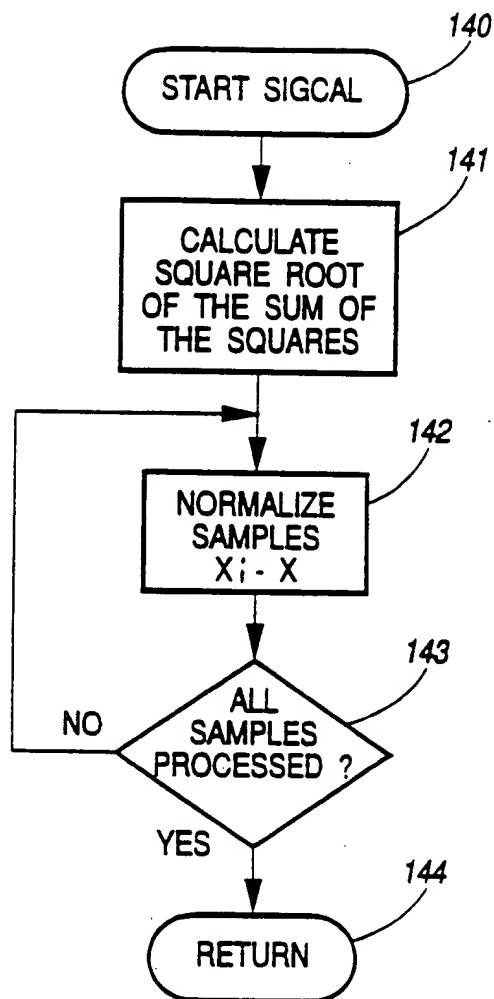 140
START SIGCAL
141
CALCULATE
SQUARE ROOT
OF THE SUM OF
THE SQUARES
142
NORMALIZE
SAMPLES
Xi - X
143
ALL
SAMPLES
PROCESSED ?
NO
YES
144
RETURN